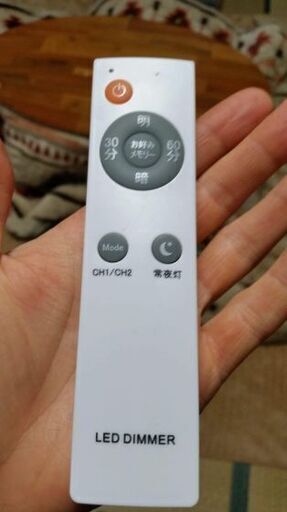 明
30分
お好み
メモリー
60分
暗
Mode
CH1/CH2
常夜灯
LED DIMMER